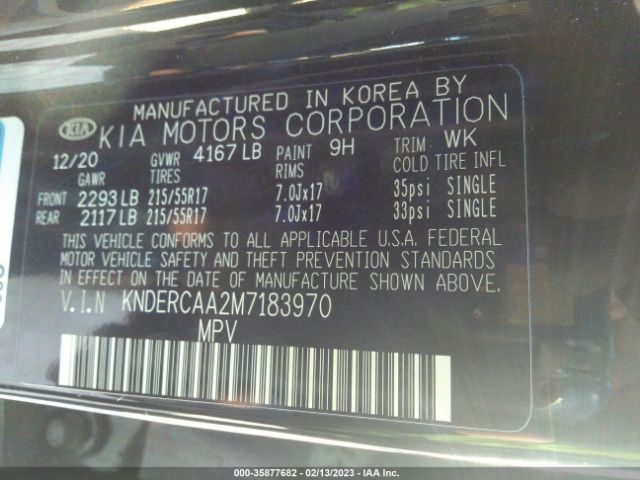 MANUFACTURED IN KOREA BY
KIA KIA MOTORS CORPORATION
12/20 GVWR 4167 LB PAINT 9H TRIM WK
GAWR TIRES RIMS COLD TIRE INFL
FRONT 2293 LB 215/55R17 7.0Jx17 35psi SINGLE
REAR 2117 LB 215/55R17 7.0Jx17 33psi SINGLE
THIS VEHICLE CONFORMS TO ALL APPLICABLE U.S.A. FEDERAL
MOTOR VEHICLE SAFETY AND THEFT PREVENTION STANDARDS
IN EFFECT ON THE DATE OF MANUFACTURE SHOWN ABOVE
V.I.N KNDERCAA2M7183970
MPV
000-35877682 - 02/13/2023 - IAA Inc.